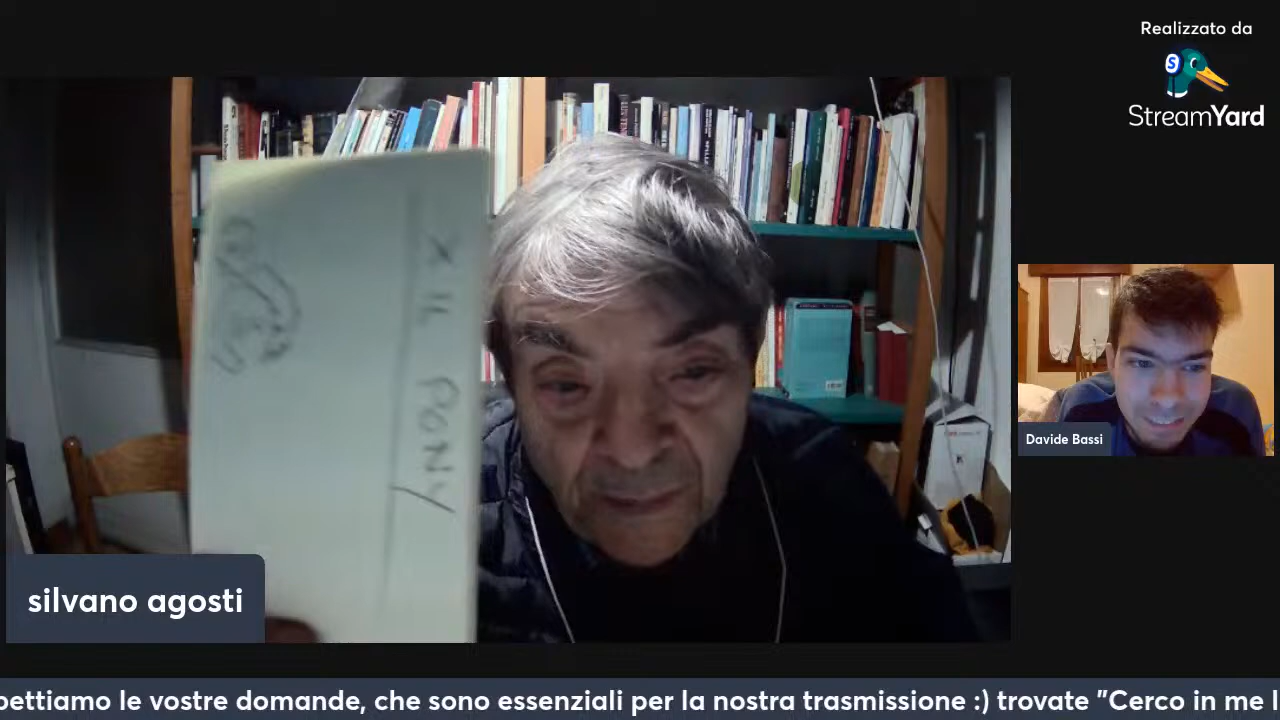 Realizzato da
S
StreamYard
X IL PONY
Davide Bassi
silvano agosti
pettiamo le vostre domande, che sono essenziali per la nostra trasmissione :) trovate "Cerco in me l